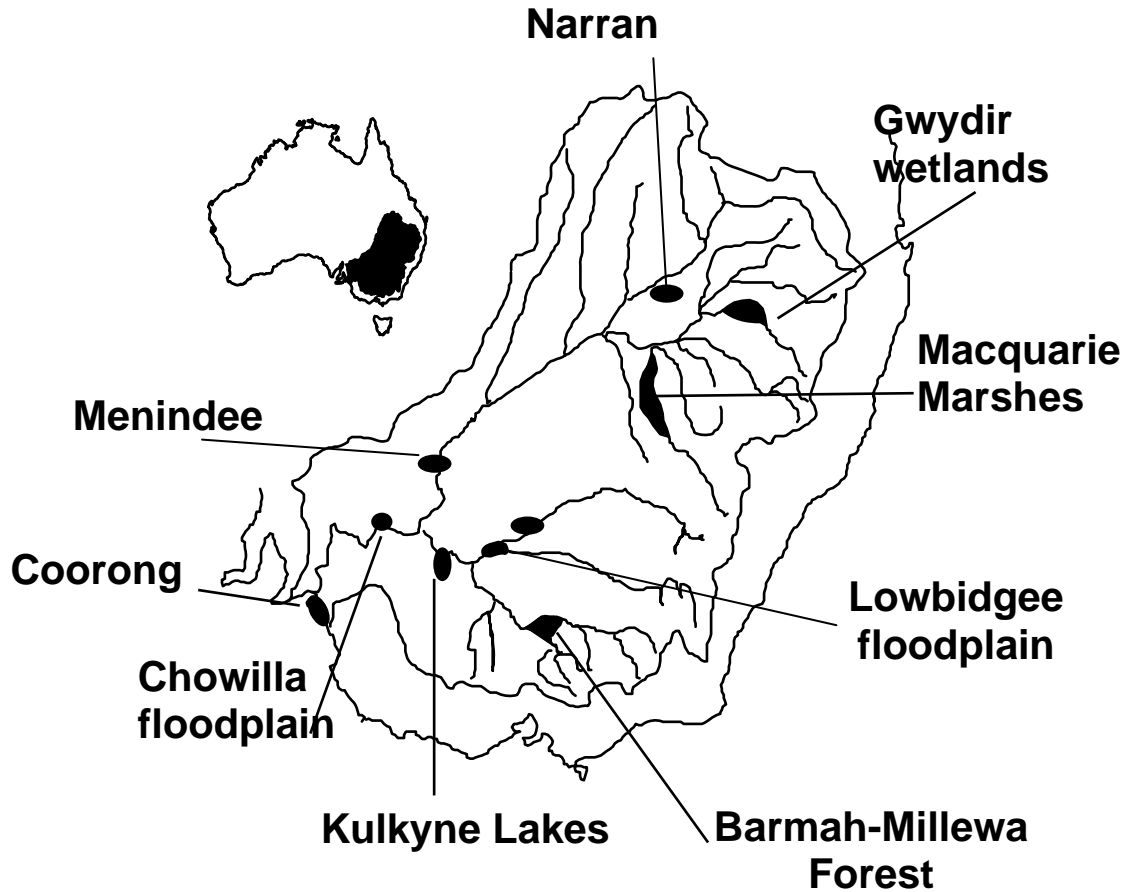 Narran
Gwydir
wetlands
Macquarie
Marshes
Menindee
Coorong
Lowbidgee
floodplain
Chowilla
floodplain
Kulkyne Lakes
Barmah-Millewa
Forest